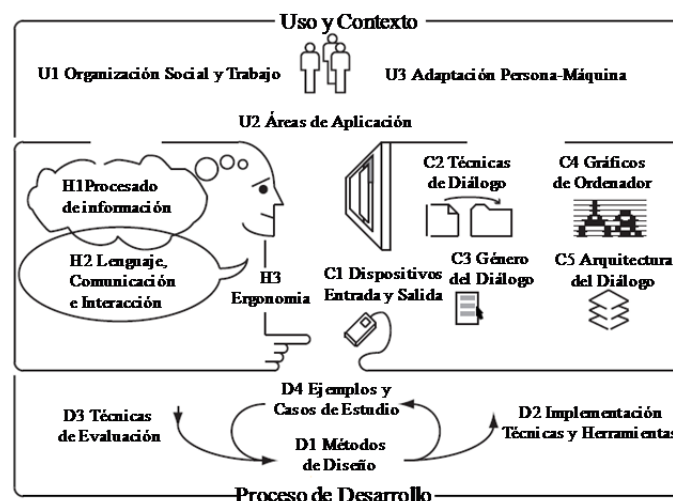 Uso y Contexto
U1 Organización Social y Trabajo
U3 Adaptación Persona-Máquina
U2 Áreas de Aplicación
H1Procesado
de información
H2 Lenguaje,
Comunicación
e Interacción
H3
Ergonomia
C1 Dispositivos
Entrada y Salida
C2 Técnicas
de Diálogo
C3 Género
del Diálogo
C4 Gráficos
de Ordenador
Aa
C5 Arquitectura
del Diálogo
D3 Técnicas
de Evaluación
D4 Ejemplos y
Casos de Estudio
D1 Métodos
de Diseño
D2 Implementación
Técnicas y Herramientas
Proceso de Desarrollo